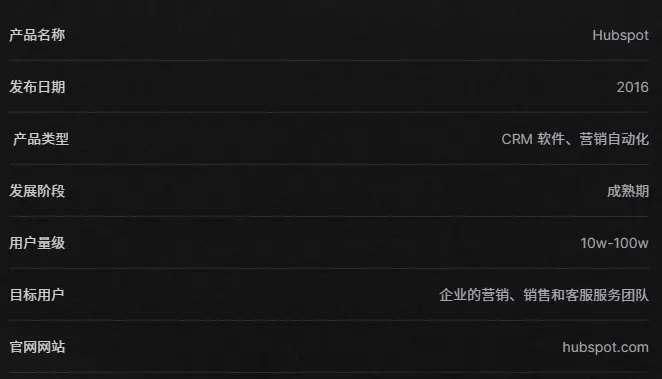 产品名称 Hubspot
发布日期 2016
产品类型 CRM 软件、营销自动化
发展阶段 成熟期
用户量级 10w-100w
目标用户 企业的营销、销售和客服服务团队
官网网站 hubspot.com